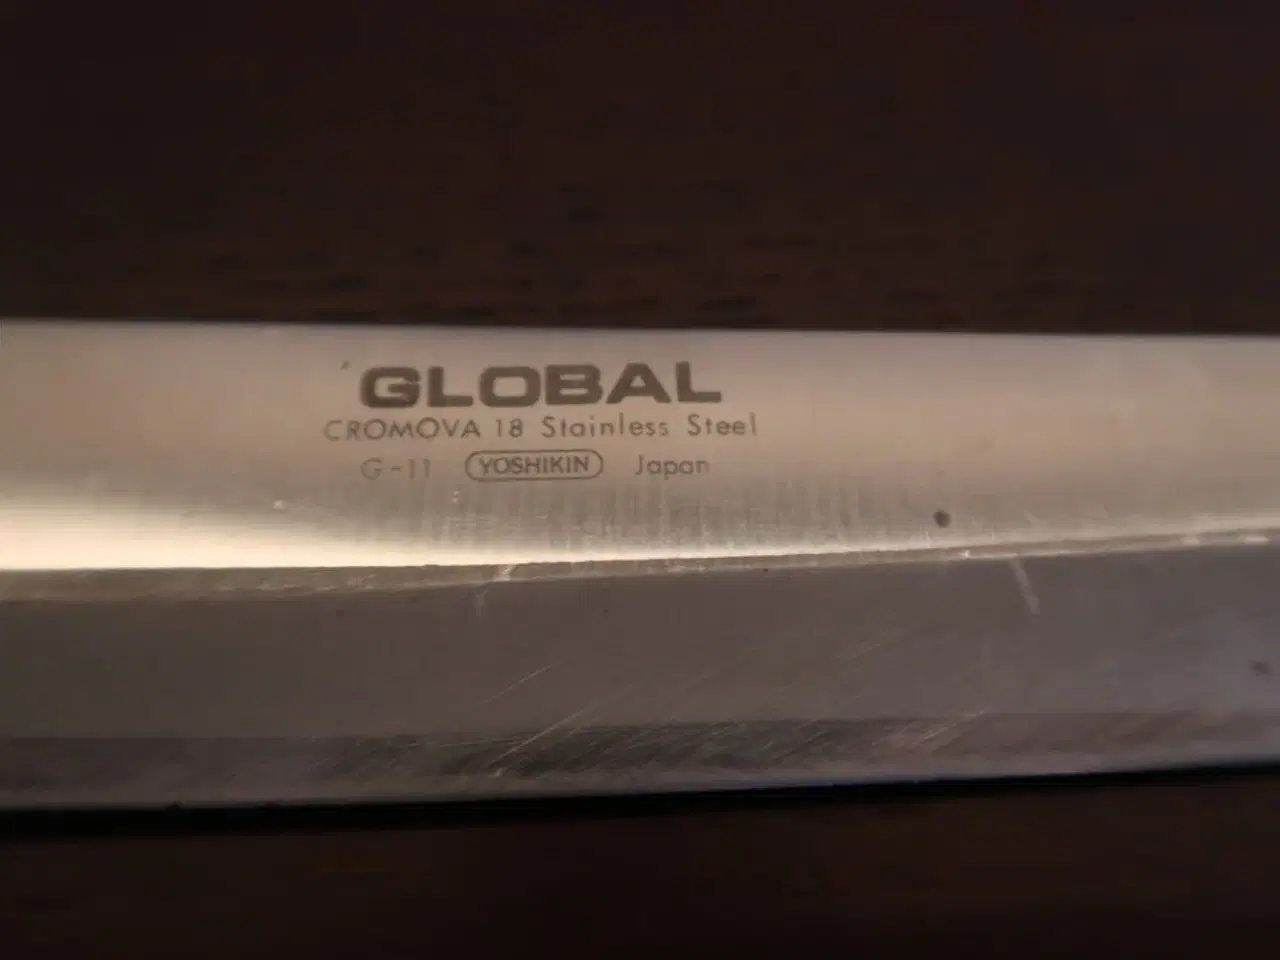 GLOBAL
CROMOVA 18 Stainless Steel
G-11 YOSHIKIN Japan